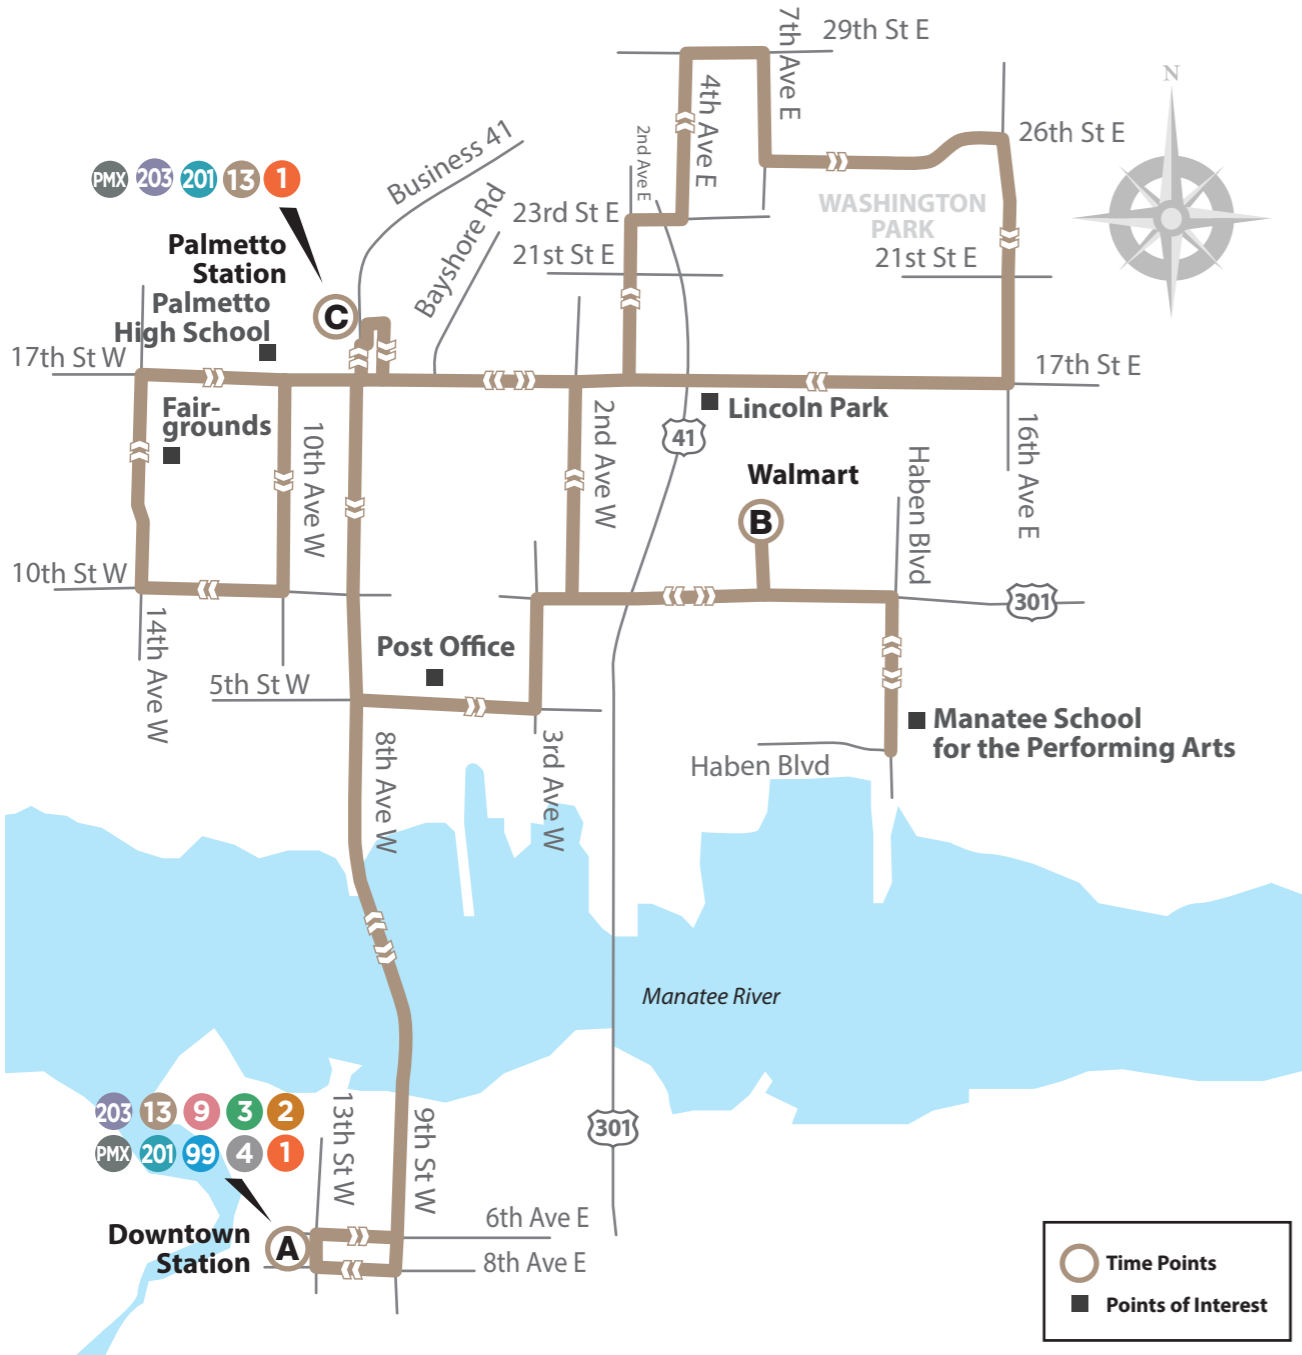 29th St E
7th Ave E
4th Ave E
2nd Ave E
N
26th St E
Business 41
Bayshore Rd
PMX 203 201 13 1
23rd St E
21st St E
WASHINGTON
PARK
21st St E
Palmetto
Station
C
Palmetto
High School
17th St W
17th St E
Fair-
grounds
10th Ave W
2nd Ave W
Lincoln Park
41
16th Ave E
Walmart
B
Haben Blvd
10th St W
301
14th Ave W
Post Office
5th St W
8th Ave W
3rd Ave W
Manatee School
for the Performing Arts
Haben Blvd
Manatee River
203 13 9 3 2
PMX 201 99 4 1
13th St W
9th St W
301
Downtown
Station
A
6th Ave E
8th Ave E
Time Points
Points of Interest